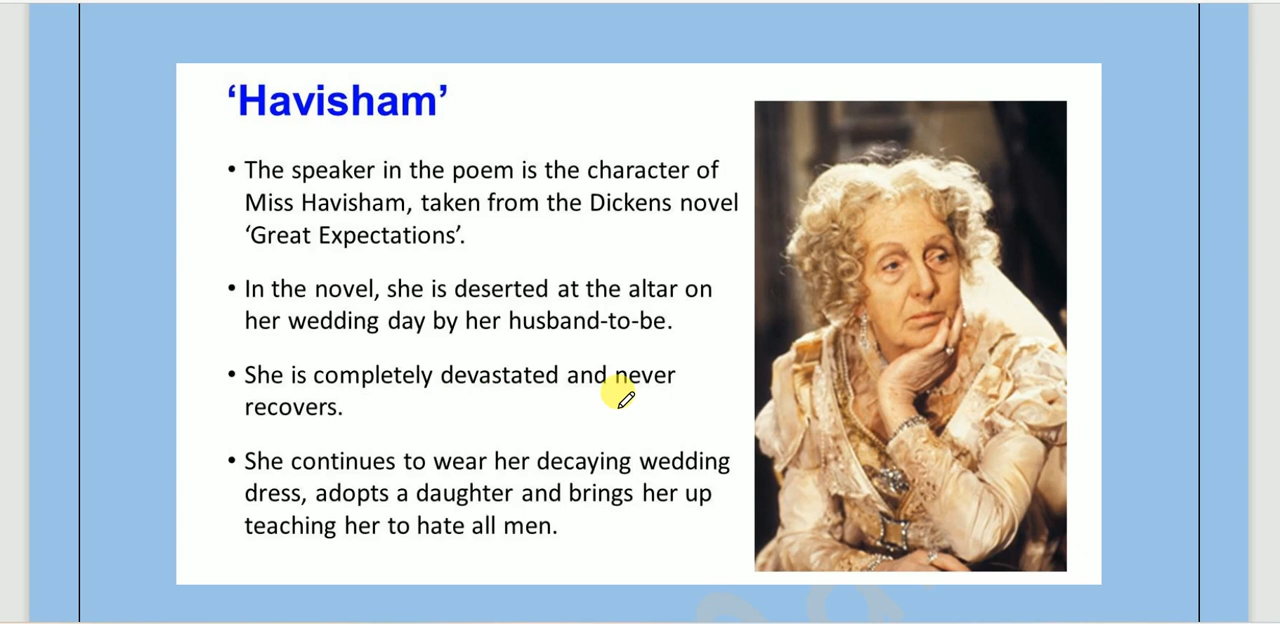 ‘Havisham’
• The speaker in the poem is the character of
Miss Havisham, taken from the Dickens novel
‘Great Expectations’.
• In the novel, she is deserted at the altar on
her wedding day by her husband-to-be.
• She is completely devastated and never
recovers.
• She continues to wear her decaying wedding
dress, adopts a daughter and brings her up
teaching her to hate all men.